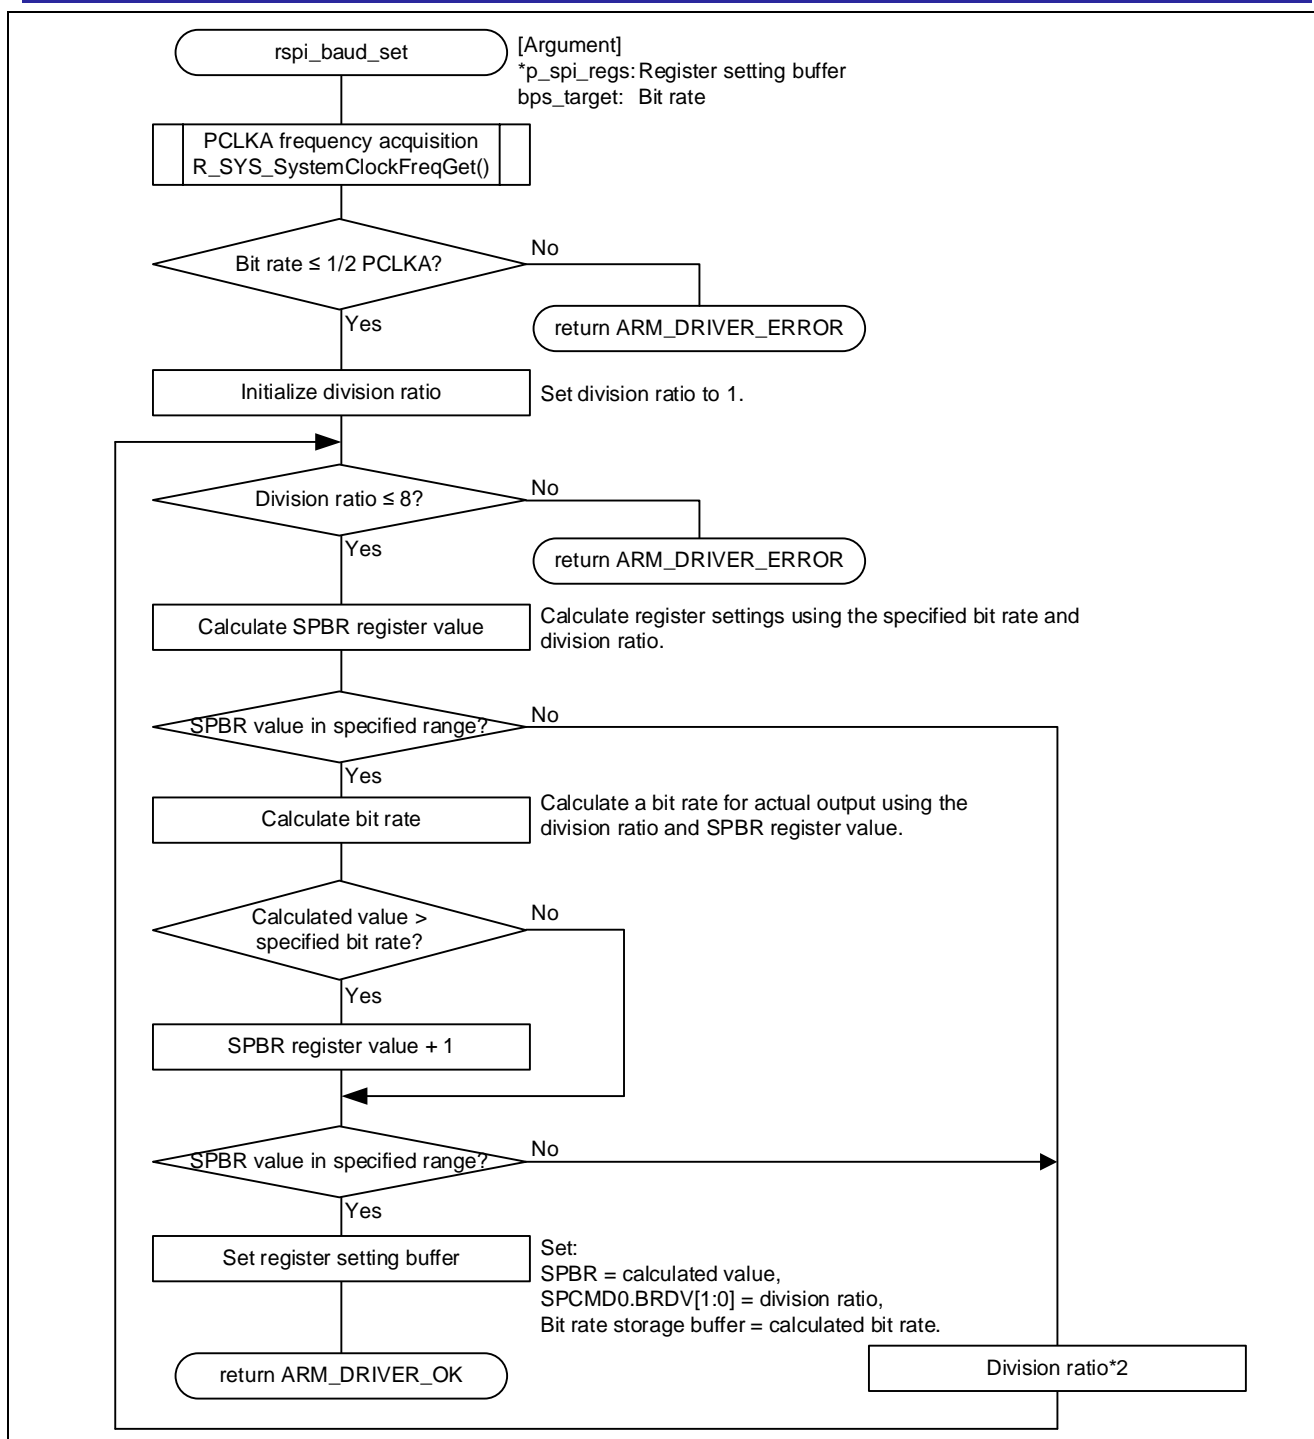 rspi_baud_set
[Argument]
*p_spi_regs: Register setting buffer
bps_target: Bit rate
PCLKA frequency acquisition
R_SYS_SystemClockFreqGet()
Bit rate ≤ 1/2 PCLKA?
No
return ARM_DRIVER_ERROR
Yes
Initialize division ratio
Set division ratio to 1.
Division ratio ≤ 8?
No
return ARM_DRIVER_ERROR
Yes
Calculate SPBR register value
Calculate register settings using the specified bit rate and
division ratio.
SPBR value in specified range?
No
Yes
Calculate bit rate
Calculate a bit rate for actual output using the
division ratio and SPBR register value.
Calculated value >
specified bit rate?
No
Yes
SPBR register value + 1
SPBR value in specified range?
No
Yes
Set register setting buffer
Set:
SPBR = calculated value,
SPCMD0.BRDV[1:0] = division ratio,
Bit rate storage buffer = calculated bit rate.
Division ratio*2
return ARM_DRIVER_OK